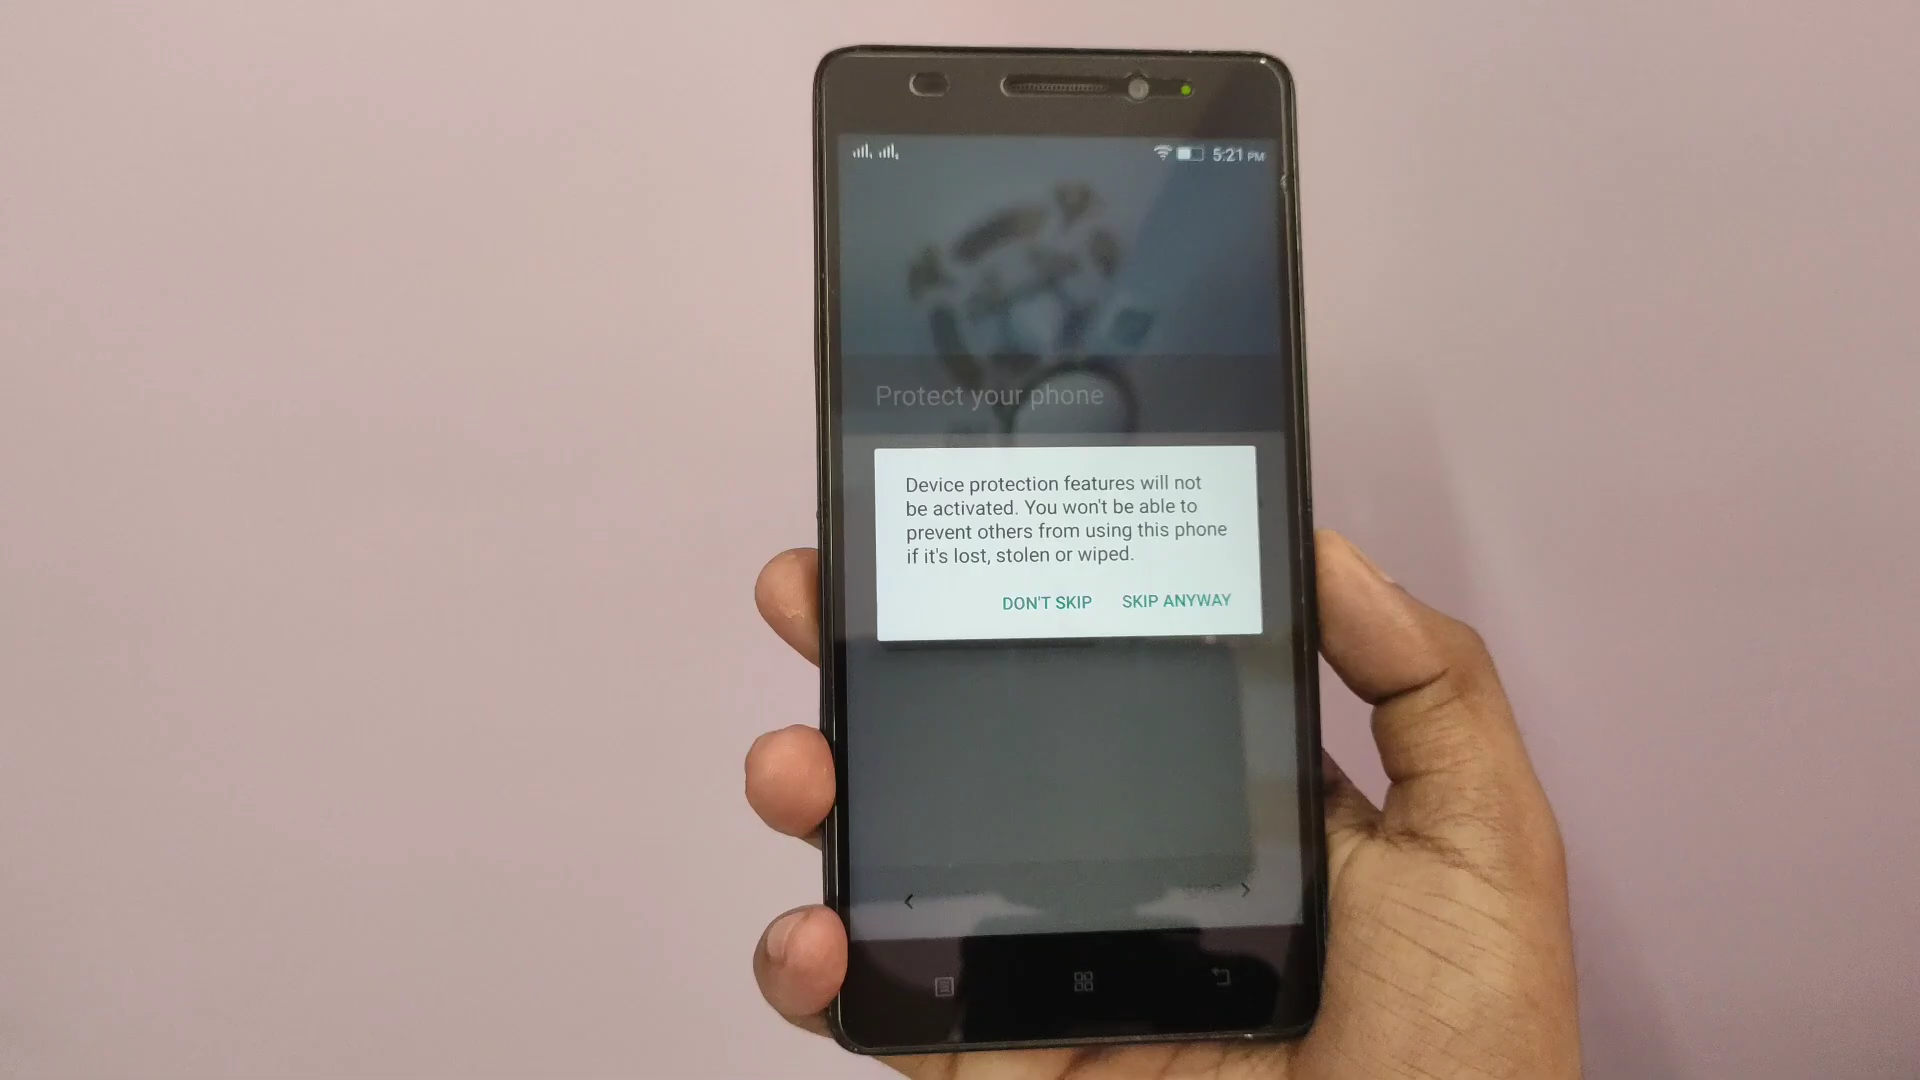 5:21 PM
Protect your phone
Device protection features will not
be activated. You won't be able to
prevent others from using this phone
if it's lost, stolen or wiped.
DON'T SKIP SKIP ANYWAY